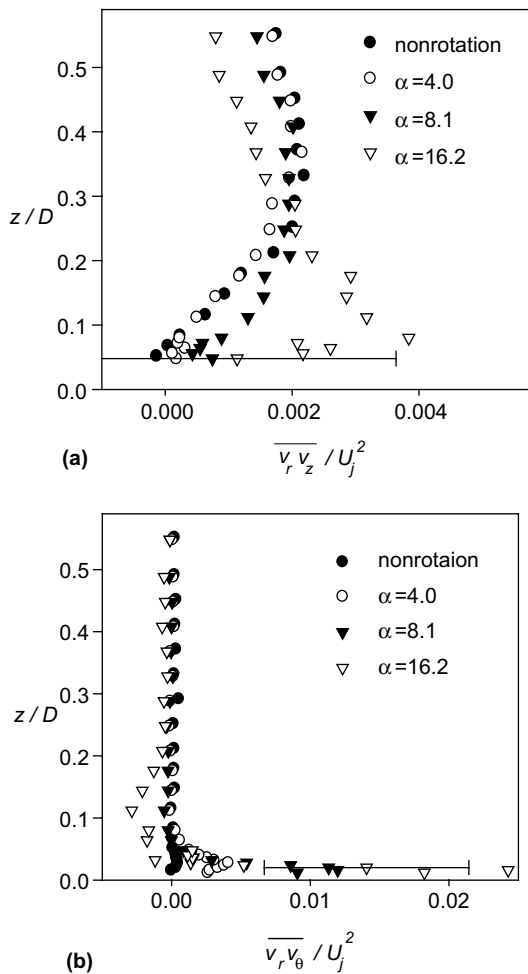 0.5
0.4
0.3
0.2
0.1
0.0
z / D
nonrotation
α=4.0
α=8.1
α=16.2
0.000 0.002 0.004
(a)
v_r v_z / U_j^2
0.5
0.4
0.3
0.2
0.1
0.0
z / D
nonrotaion
α=4.0
α=8.1
α=16.2
0.00 0.01 0.02
(b)
v_r v_θ / U_j^2